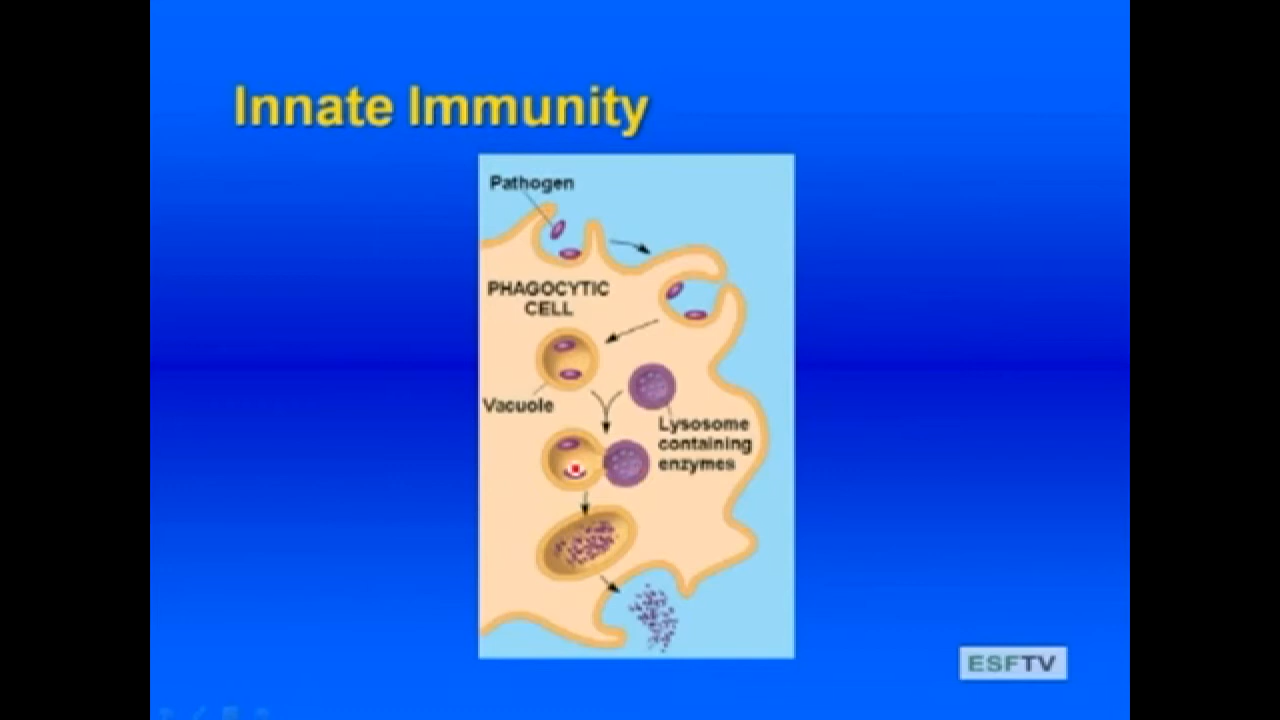 Innate Immunity
Pathogen
PHAGOCYTIC
CELL
Vacuole
Lysosome
containing
enzymes
ESFTV